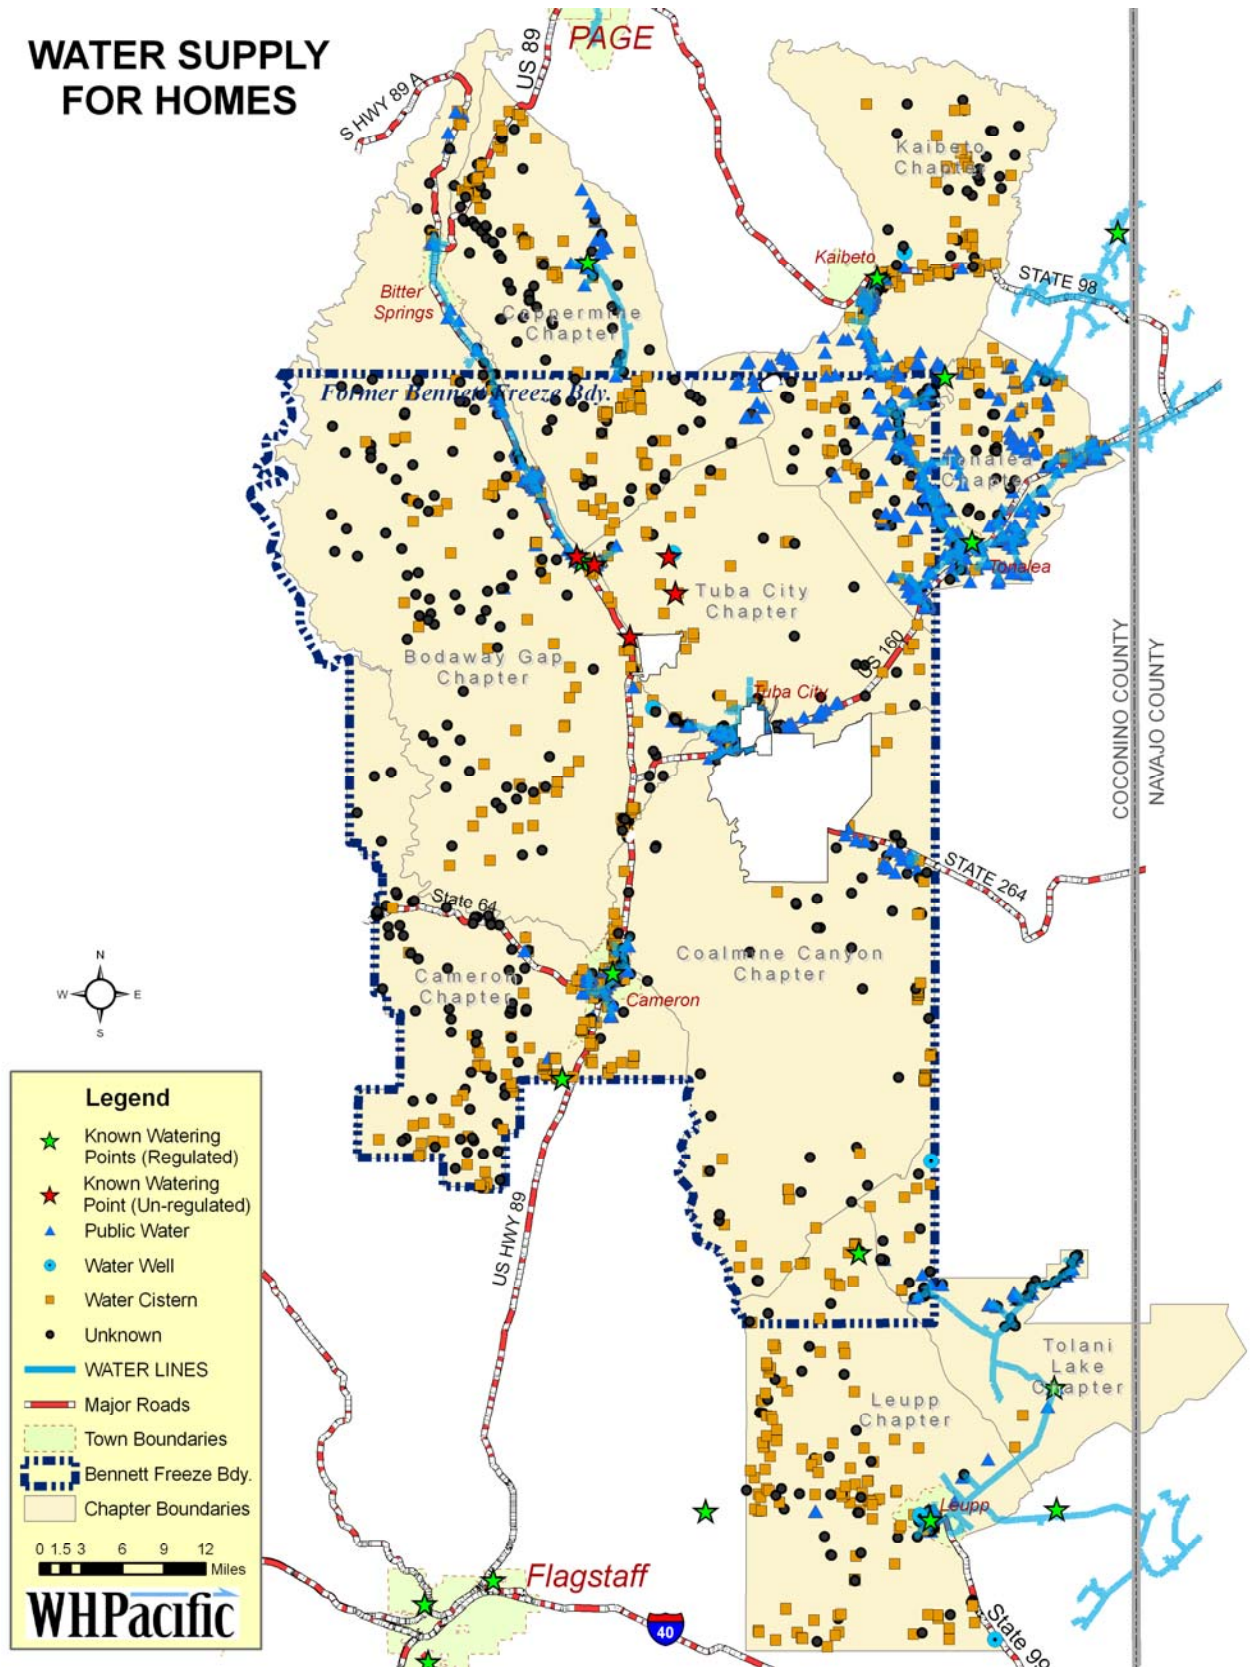 WATER SUPPLY
FOR HOMES
PAGE
US 89
S HWY 89 A
Kaibeto
Chapter
Kaibeto
STATE 98
Bitter
Springs
Coppermine
Chapter
Former Bennett Freeze Bdy.
Tonalea
Chapter
Tonalea
Tuba City
Chapter
US 160
Bodaway Gap
Chapter
Tuba City
COCONINO COUNTY
NAVAJO COUNTY
STATE 264
State 64
Coalmine Canyon
Chapter
Cameron
Chapter
Cameron
N
W
E
S
US HWY 89
Tolani
Lake
Chapter
Leupp
Chapter
Leupp
State 99
Flagstaff
40
Legend
Known Watering
Points (Regulated)
Known Watering
Point (Un-regulated)
Public Water
Water Well
Water Cistern
Unknown
WATER LINES
Major Roads
Town Boundaries
Bennett Freeze Bdy.
Chapter Boundaries
0 1.5 3 6 9 12
Miles
WHPacific